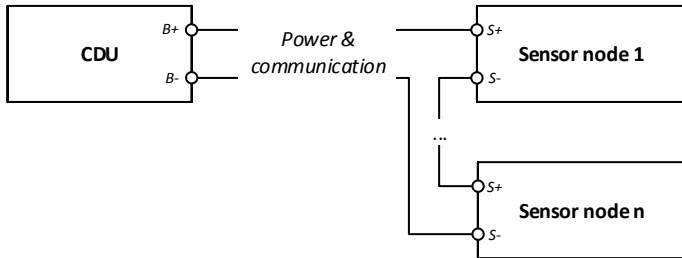 B+
CDU
B-
Power &
communication
S+
Sensor node 1
S-
...
S+
Sensor node n
S-